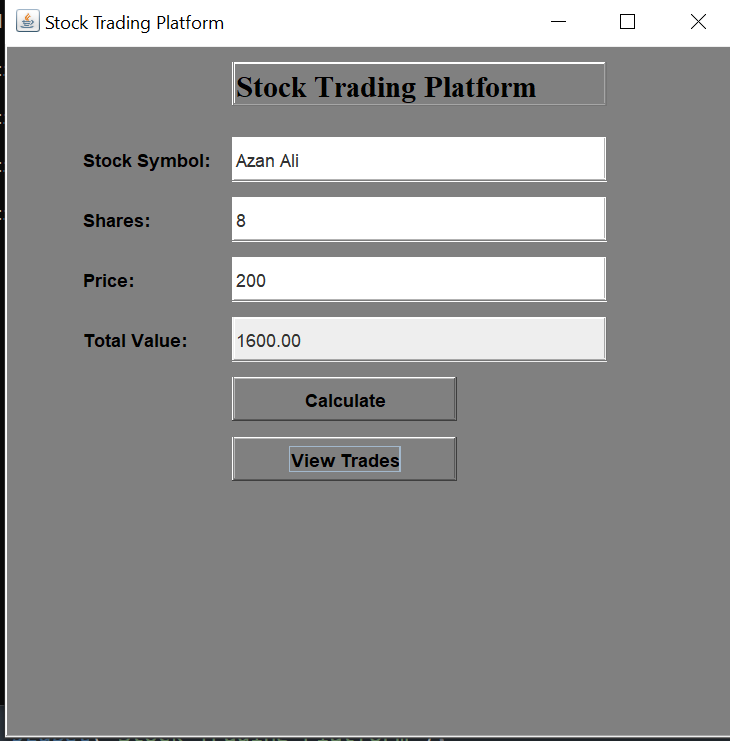 Stock Trading Platform
Stock Trading Platform
Stock Symbol: Azan Ali
Shares: 8
Price: 200
Total Value: 1600.00
Calculate
View Trades